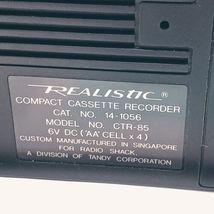 REALISTIC®
COMPACT CASSETTE RECORDER
CAT. NO. 14-1056
MODEL NO. CTR-85
6V DC ("AA" CELL x 4)
CUSTOM MANUFACTURED IN SINGAPORE
FOR RADIO SHACK,
A DIVISION OF TANDY CORPORATION